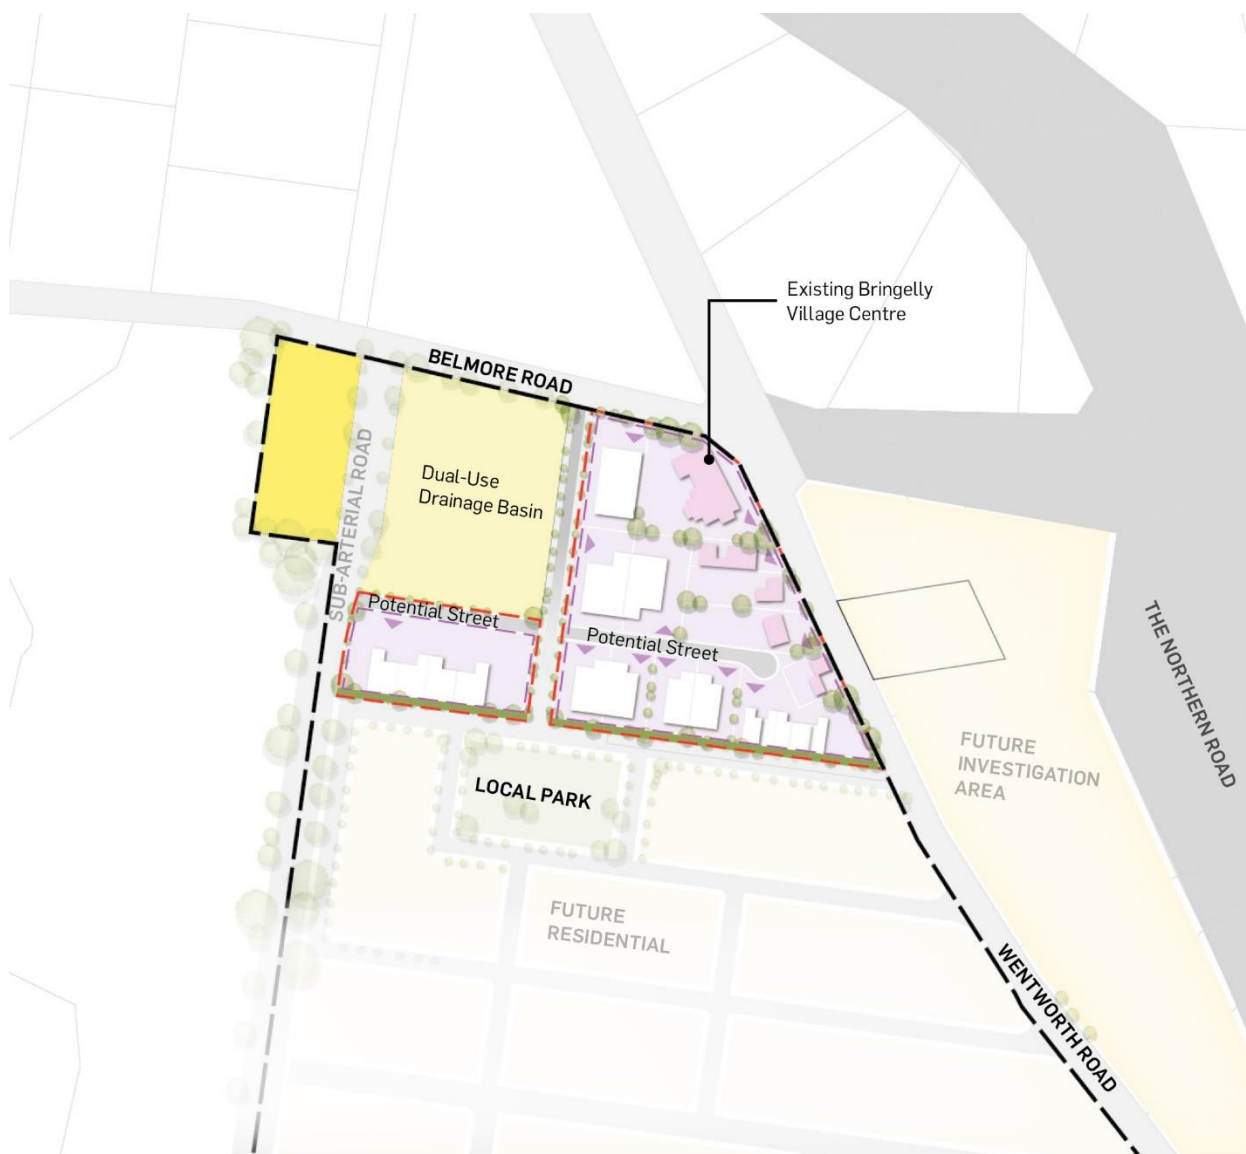 Existing Bringelly
Village Centre
BELMORE ROAD
SUB-ARTERIAL ROAD
Dual-Use
Drainage Basin
Potential Street
Potential Street
THE NORTHERN ROAD
FUTURE
INVESTIGATION
AREA
LOCAL PARK
FUTURE
RESIDENTIAL
WENTWORTH ROAD